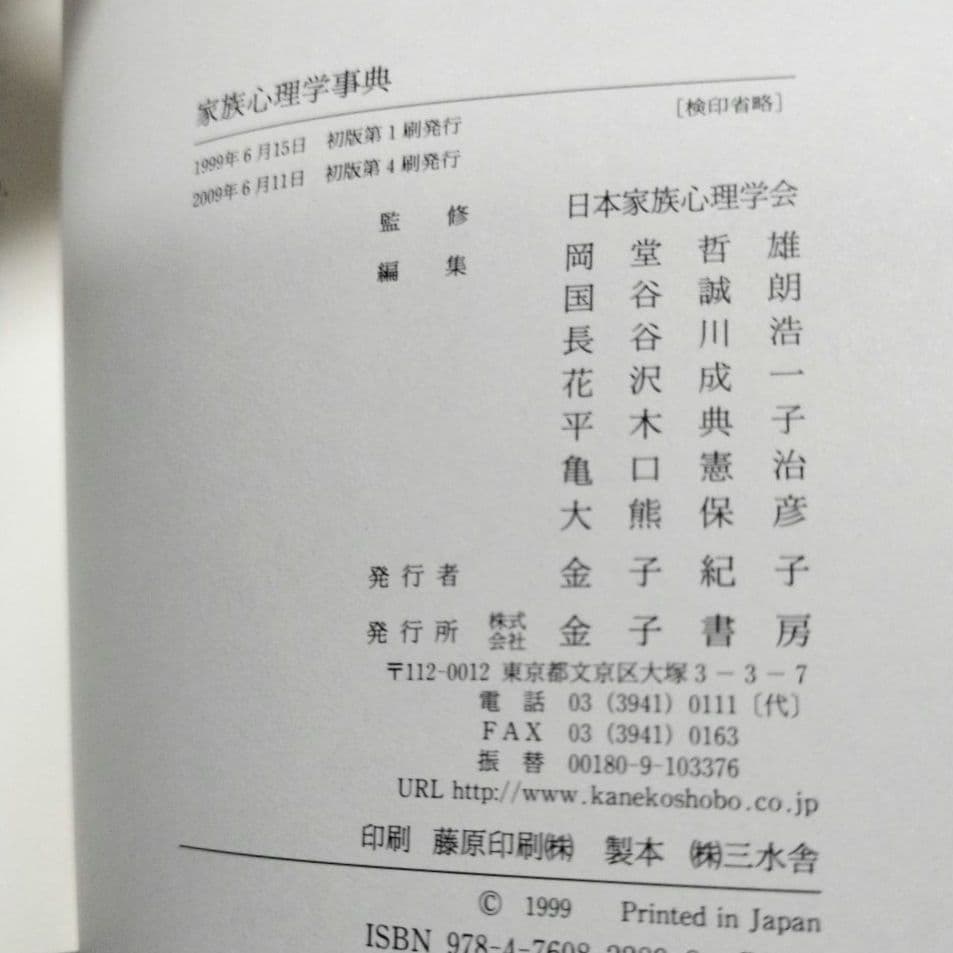 家族心理学事典
1999年6月15日 初版第1刷発行 [検印省略]
2009年6月11日 初版第4刷発行
監修 日本家族心理学会
編集 岡堂哲雄
国谷誠朗
長谷川浩
花沢成一
平木典子
亀口憲治
大熊保彦
発行者 金子紀子
発行所 株式会社 金子書房
〒112-0012 東京都文京区大塚3－3－7
電話 03（3941）0111〔代〕
FAX 03（3941）0163
振替 00180-9-103376
URL http://www.kanekoshobo.co.jp
印刷 藤原印刷㈱ 製本 ㈱三水舎
© 1999 Printed in Japan
ISBN 978-4-7608